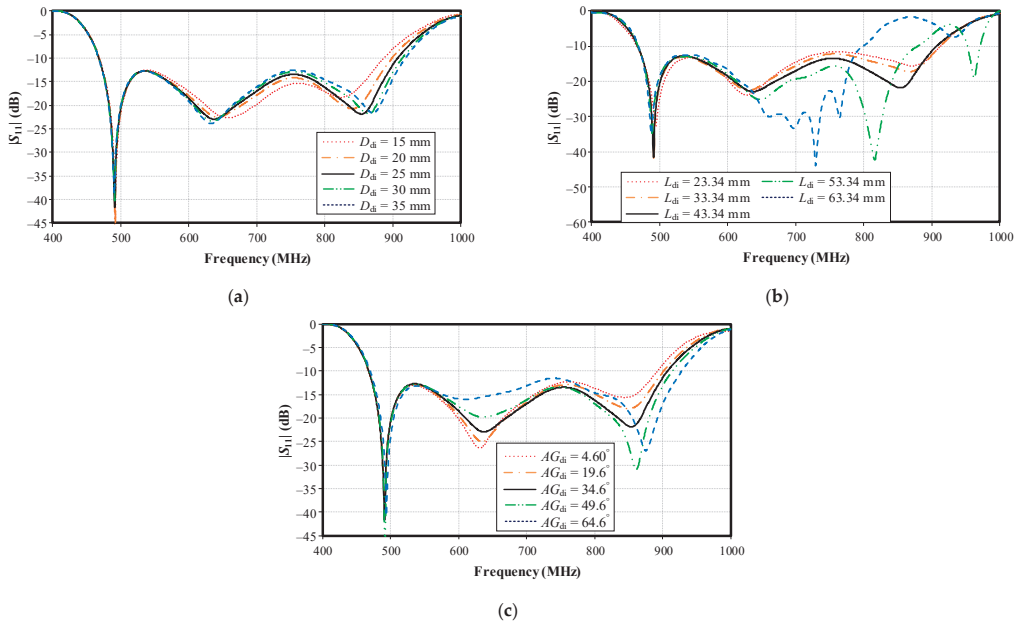 0
−5
−10
−15
−20
−25
−30
−35
−40
−45
|S11| (dB)
400 500 600 700 800 900 1000
Frequency (MHz)
Ddi = 15 mm
Ddi = 20 mm
Ddi = 25 mm
Ddi = 30 mm
Ddi = 35 mm
(a)
0
−10
−20
−30
−40
−50
−60
|S11| (dB)
400 500 600 700 800 900 1000
Frequency (MHz)
Ldi = 23.34 mm
Ldi = 33.34 mm
Ldi = 43.34 mm
Ldi = 53.34 mm
Ldi = 63.34 mm
(b)
0
−5
−10
−15
−20
−25
−30
−35
−40
−45
|S11| (dB)
400 500 600 700 800 900 1000
Frequency (MHz)
AGdi = 4.60°
AGdi = 19.6°
AGdi = 34.6°
AGdi = 49.6°
AGdi = 64.6°
(c)